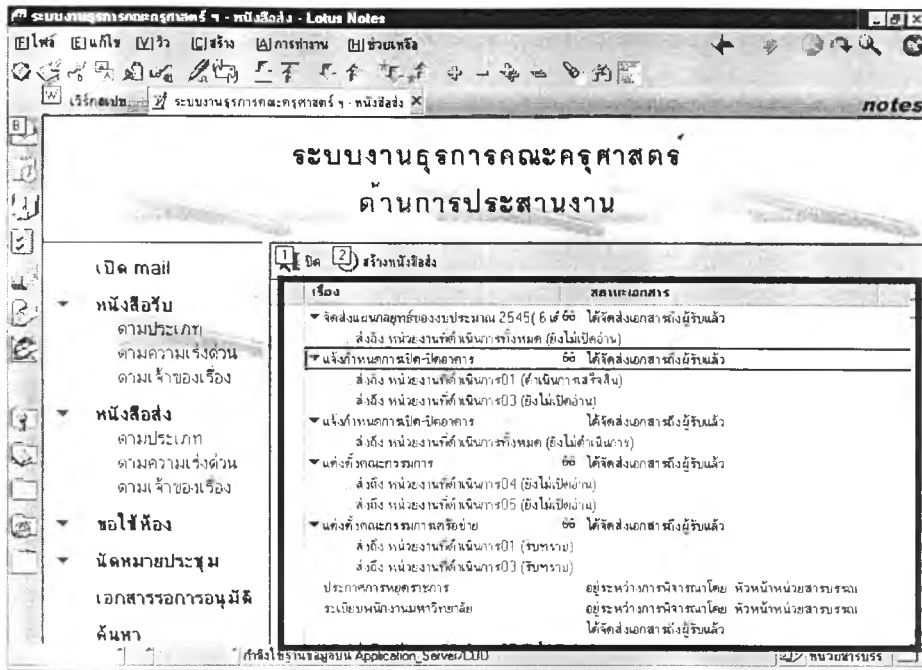 ระบบงานธุรการคณะครุศาสตร์ ฯ - หนังสือส่ง - Lotus Notes
[F]ไฟล์ [E]แก้ไข [V]วิว [C]สร้าง [A]การทำงาน [H]ช่วยเหลือ
เวิร์กสเปซ ระบบงานธุรการคณะครุศาสตร์ ฯ - หนังสือส่ง
notes
ระบบงานธุรการคณะครุศาสตร์
ด้านการประสานงาน
เปิด mail
หนังสือรับ
ตามประเภท
ตามความเร่งด่วน
ตามเจ้าของเรื่อง
หนังสือส่ง
ตามประเภท
ตามความเร่งด่วน
ตามเจ้าของเรื่อง
ขอใช้ห้อง
นัดหมายประชุม
เอกสารรอการอนุมัติ
ค้นหา
1 ปิด 2 สร้างหนังสือส่ง
เรื่อง สถานะเอกสาร
จัดส่งแผนกลยุทธ์ของงบประมาณ 2545( 6 เดื ได้จัดส่งเอกสารถึงผู้รับแล้ว
ส่งถึง หน่วยงานที่ดำเนินการทั้งหมด (ยังไม่เปิดอ่าน)
แจ้งกำหนดการเปิด-ปิดอาคาร ได้จัดส่งเอกสารถึงผู้รับแล้ว
ส่งถึง หน่วยงานที่ดำเนินการ01 (ดำเนินการเสร็จสิ้น)
ส่งถึง หน่วยงานที่ดำเนินการ03 (ยังไม่เปิดอ่าน)
แจ้งกำหนดการเปิด-ปิดอาคาร ได้จัดส่งเอกสารถึงผู้รับแล้ว
ส่งถึง หน่วยงานที่ดำเนินการทั้งหมด (ยังไม่ดำเนินการ)
แต่งตั้งคณะกรรมการ ได้จัดส่งเอกสารถึงผู้รับแล้ว
ส่งถึง หน่วยงานที่ดำเนินการ04 (ยังไม่เปิดอ่าน)
ส่งถึง หน่วยงานที่ดำเนินการ05 (ยังไม่เปิดอ่าน)
แต่งตั้งคณะกรรมการเครือข่าย ได้จัดส่งเอกสารถึงผู้รับแล้ว
ส่งถึง หน่วยงานที่ดำเนินการ01 (รับทราบ)
ส่งถึง หน่วยงานที่ดำเนินการ03 (รับทราบ)
ประกาศการหยุดราชการ อยู่ระหว่างการพิจารณาโดย หัวหน้าหน่วยสารบรรณ
ระเบียบพนักงานมหาวิทยาลัย อยู่ระหว่างการพิจารณาโดย หัวหน้าหน่วยสารบรรณ
ได้จัดส่งเอกสารถึงผู้รับแล้ว
กำลังใช้ฐานข้อมูลบน Application_Server/CUD หน่วยสารบรร